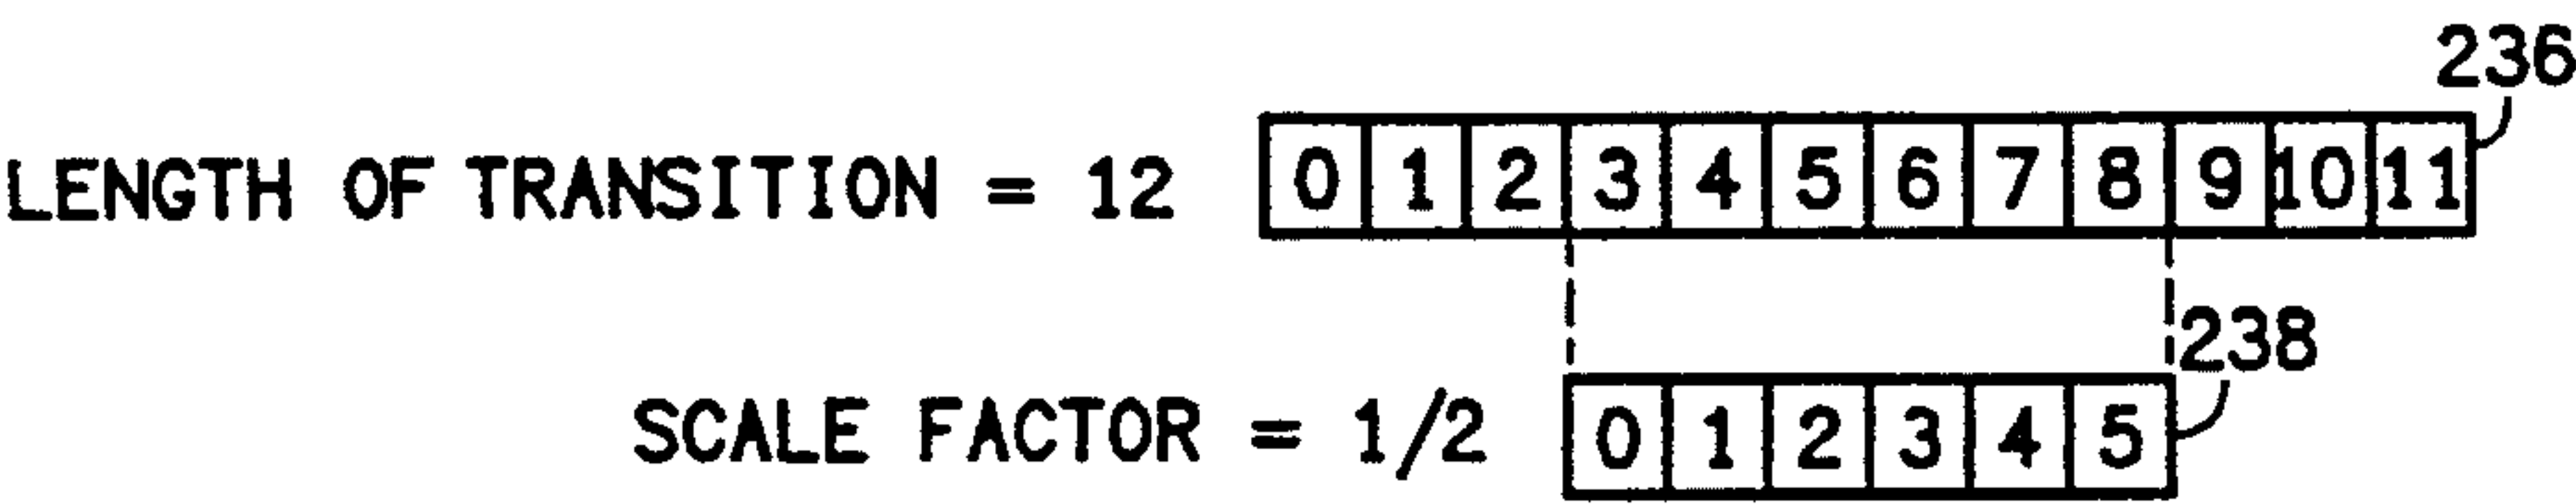 236
LENGTH OF TRANSITION = 12 0 1 2 3 4 5 6 7 8 9 10 11
238
SCALE FACTOR = 1/2 0 1 2 3 4 5